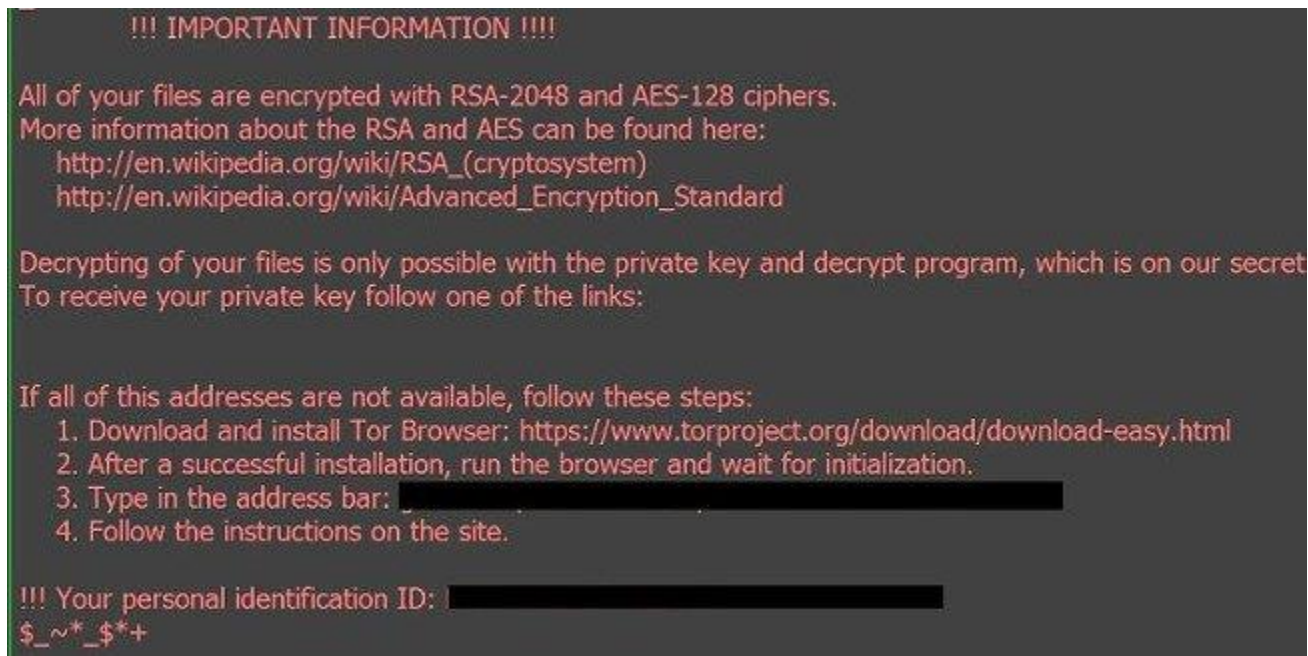 !!! IMPORTANT INFORMATION !!!!
All of your files are encrypted with RSA-2048 and AES-128 ciphers.
More information about the RSA and AES can be found here:
http://en.wikipedia.org/wiki/RSA_(cryptosystem)
http://en.wikipedia.org/wiki/Advanced_Encryption_Standard
Decrypting of your files is only possible with the private key and decrypt program, which is on our secret
To receive your private key follow one of the links:
If all of this addresses are not available, follow these steps:
1. Download and install Tor Browser: https://www.torproject.org/download/download-easy.html
2. After a successful installation, run the browser and wait for initialization.
3. Type in the address bar:
4. Follow the instructions on the site.
!!! Your personal identification ID:
$_~*_$*+